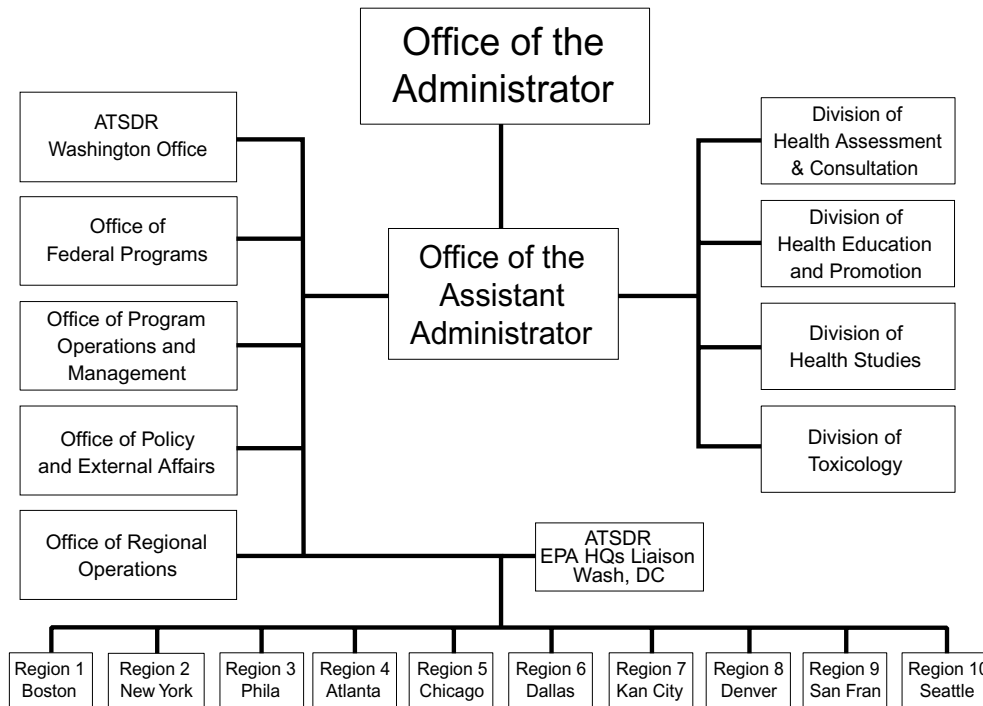 Office of the
Administrator
ATSDR
Washington Office
Office of
Federal Programs
Office of Program
Operations and
Management
Office of Policy
and External Affairs
Office of Regional
Operations
Office of the
Assistant
Administrator
Division of
Health Assessment
& Consultation
Division of
Health Education
and Promotion
Division of
Health Studies
Division of
Toxicology
ATSDR
EPA HQs Liaison
Wash, DC
Region 1
Boston
Region 2
New York
Region 3
Phila
Region 4
Atlanta
Region 5
Chicago
Region 6
Dallas
Region 7
Kan City
Region 8
Denver
Region 9
San Fran
Region 10
Seattle